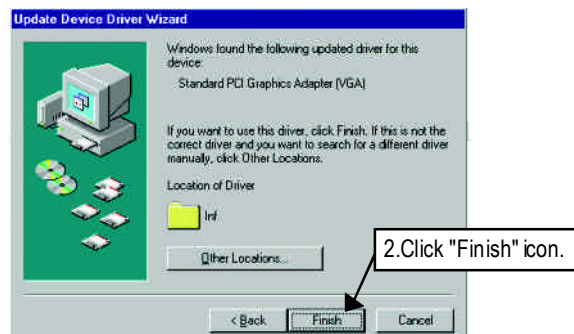 Update Device Driver Wizard
Windows found the following updated driver for this
device:
Standard PCI Graphics Adapter (VGA)
If you want to use this driver, click Finish. If this is not the
correct driver and you want to search for a different driver
manually, click Other Locations.
Location of Driver
Inf
Other Locations...
2.Click "Finish" icon.
< Back
Finish
Cancel